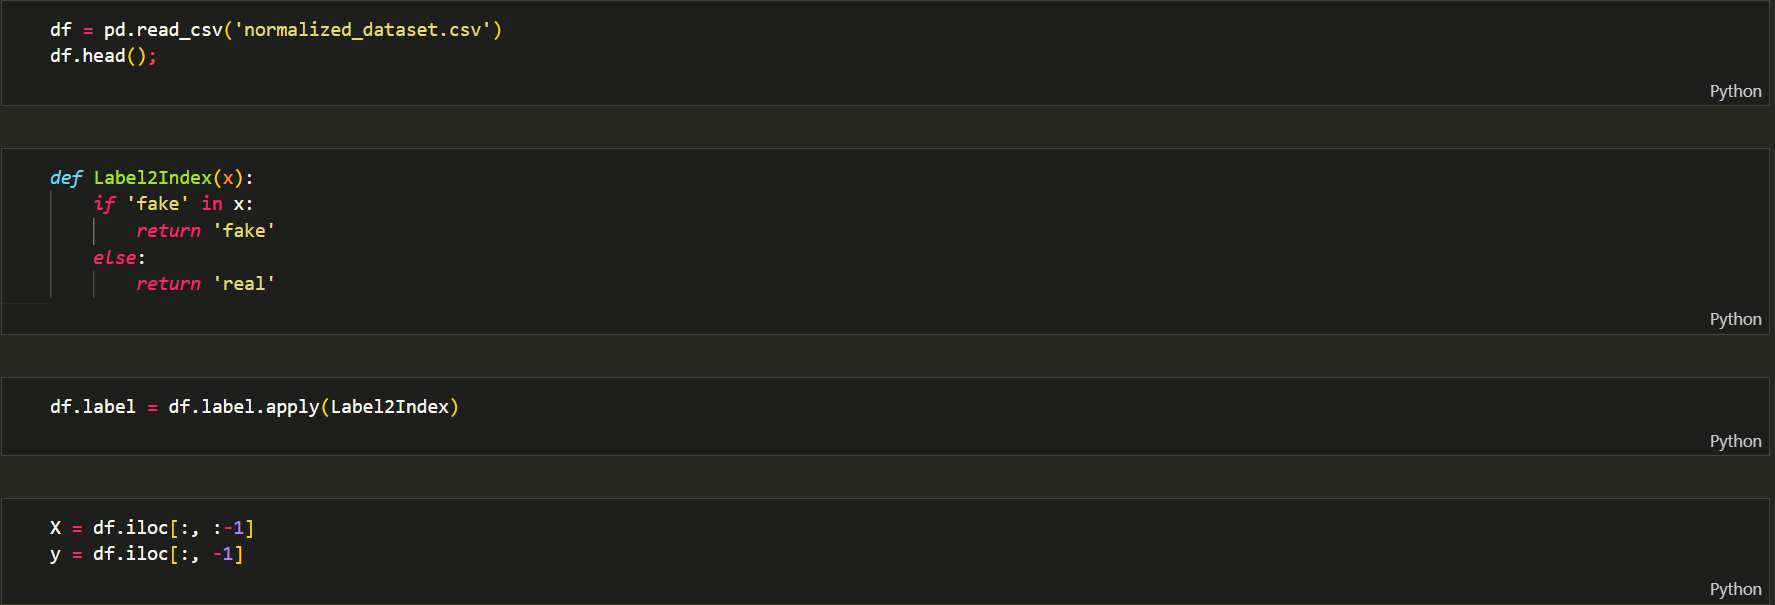 df = pd.read_csv('normalized_dataset.csv')
df.head();
Python
def Label2Index(x):
    if 'fake' in x:
        return 'fake'
    else:
        return 'real'
Python
df.label = df.label.apply(Label2Index)
Python
X = df.iloc[:, :-1]
y = df.iloc[:, -1]
Python